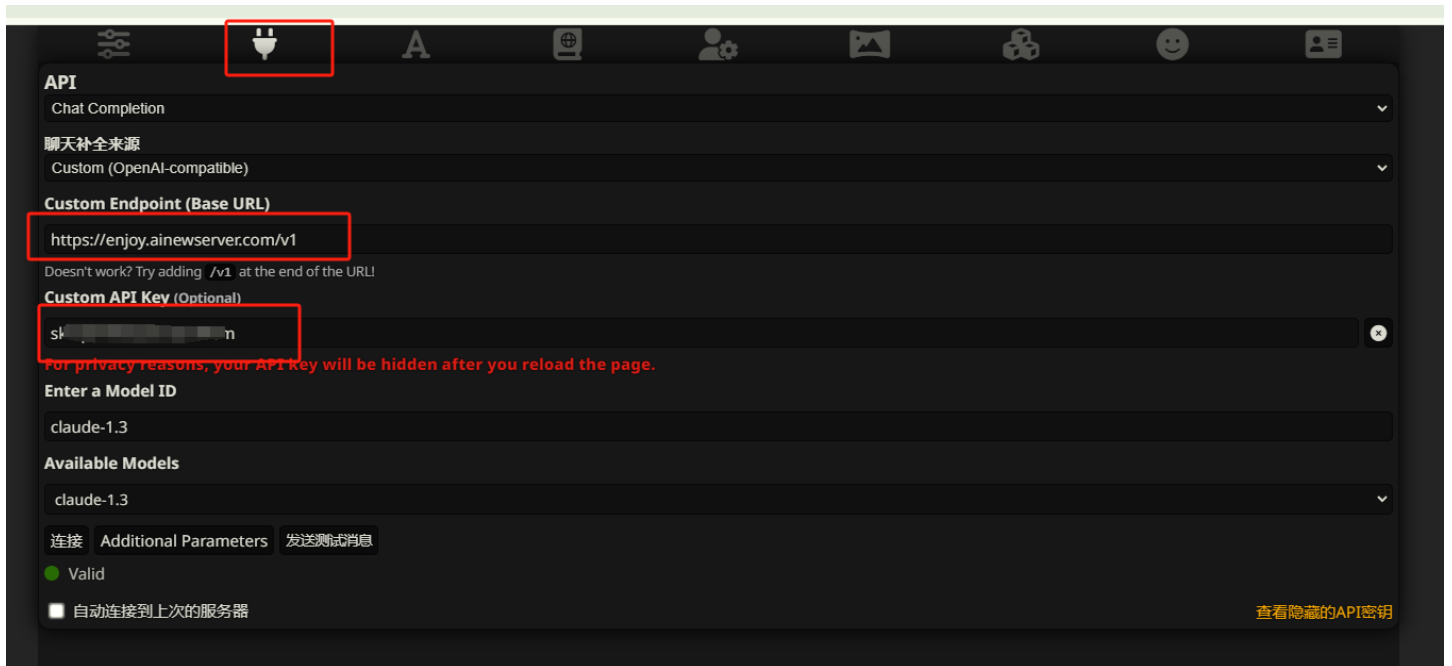 API
Chat Completion
聊天补全来源
Custom (OpenAI-compatible)
Custom Endpoint (Base URL)
https://enjoy.ainewserver.com/v1
Doesn't work? Try adding /v1 at the end of the URL!
Custom API Key (Optional)
For privacy reasons, your API key will be hidden after you reload the page.
Enter a Model ID
claude-1.3
Available Models
claude-1.3
连接 Additional Parameters 发送测试消息
Valid
自动连接到上次的服务器 查看隐藏的API密钥